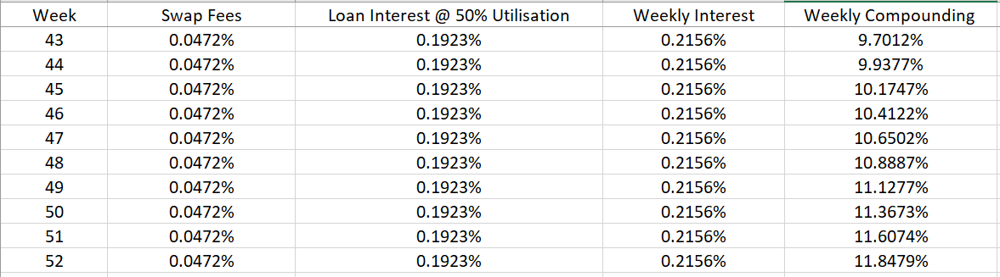 Week Swap Fees Loan Interest @ 50% Utilisation Weekly Interest Weekly Compounding
43 0.0472% 0.1923% 0.2156% 9.7012%
44 0.0472% 0.1923% 0.2156% 9.9377%
45 0.0472% 0.1923% 0.2156% 10.1747%
46 0.0472% 0.1923% 0.2156% 10.4122%
47 0.0472% 0.1923% 0.2156% 10.6502%
48 0.0472% 0.1923% 0.2156% 10.8887%
49 0.0472% 0.1923% 0.2156% 11.1277%
50 0.0472% 0.1923% 0.2156% 11.3673%
51 0.0472% 0.1923% 0.2156% 11.6074%
52 0.0472% 0.1923% 0.2156% 11.8479%